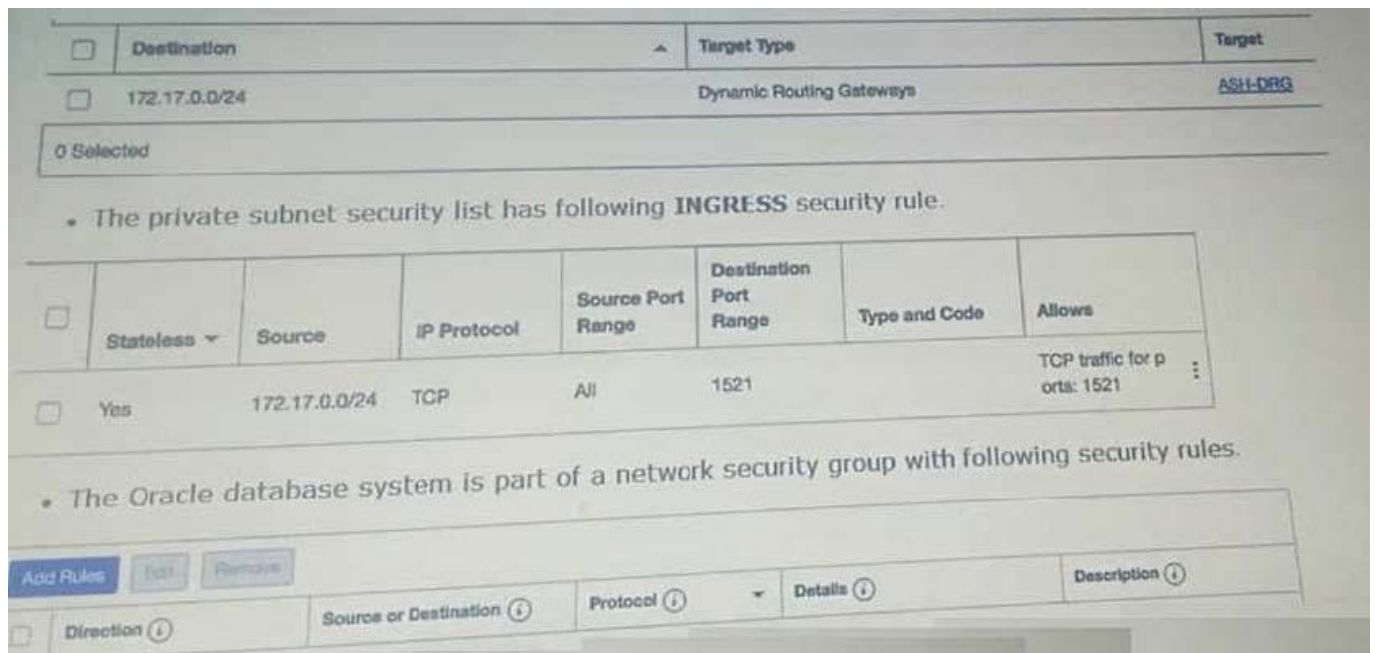 Destination Target Type Target
172.17.0.0/24 Dynamic Routing Gateways ASH-DRG
0 Selected
• The private subnet security list has following INGRESS security rule.
Stateless Source IP Protocol Source Port Range Destination Port Range Type and Code Allows
Yes 172.17.0.0/24 TCP All 1521 TCP traffic for p
orts: 1521
• The Oracle database system is part of a network security group with following security rules.
Add Rules Edit Remove
Direction Source or Destination Protocol Details Description